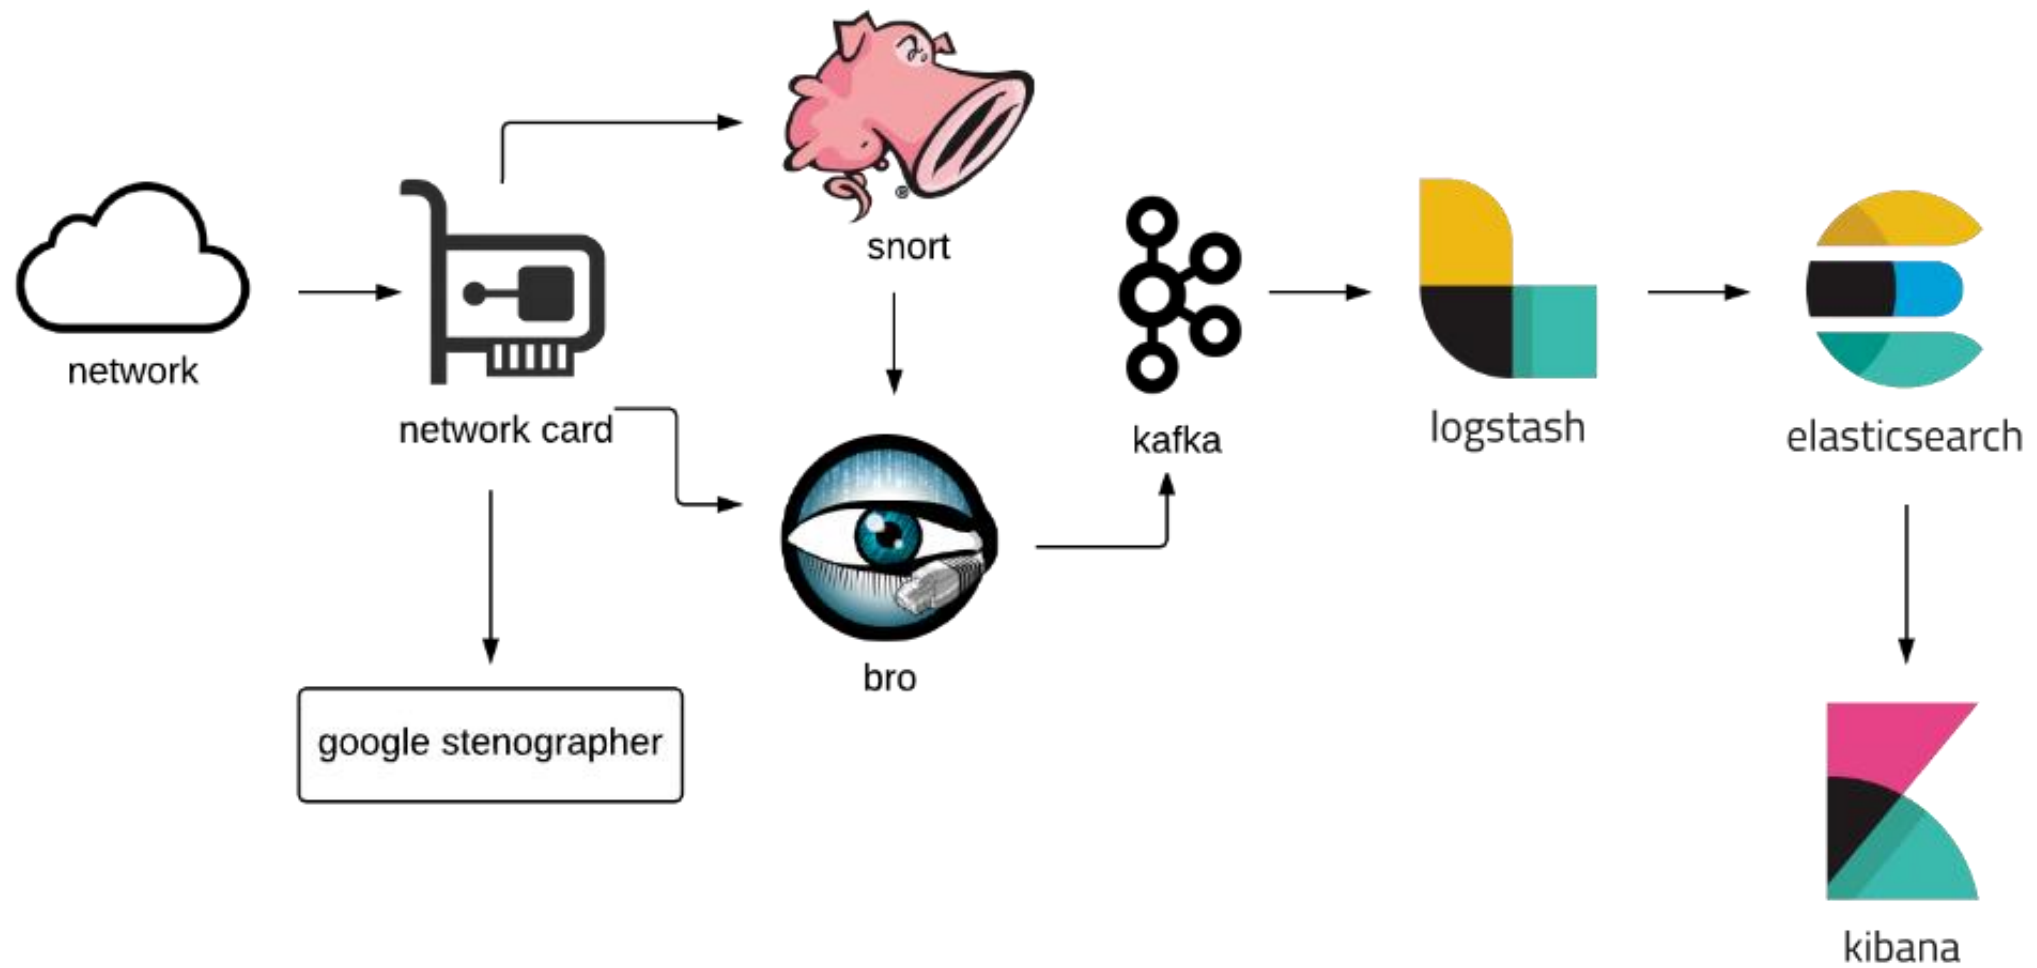 snort
network
network card
kafka
logstash
elasticsearch
bro
google stenographer
kibana
®